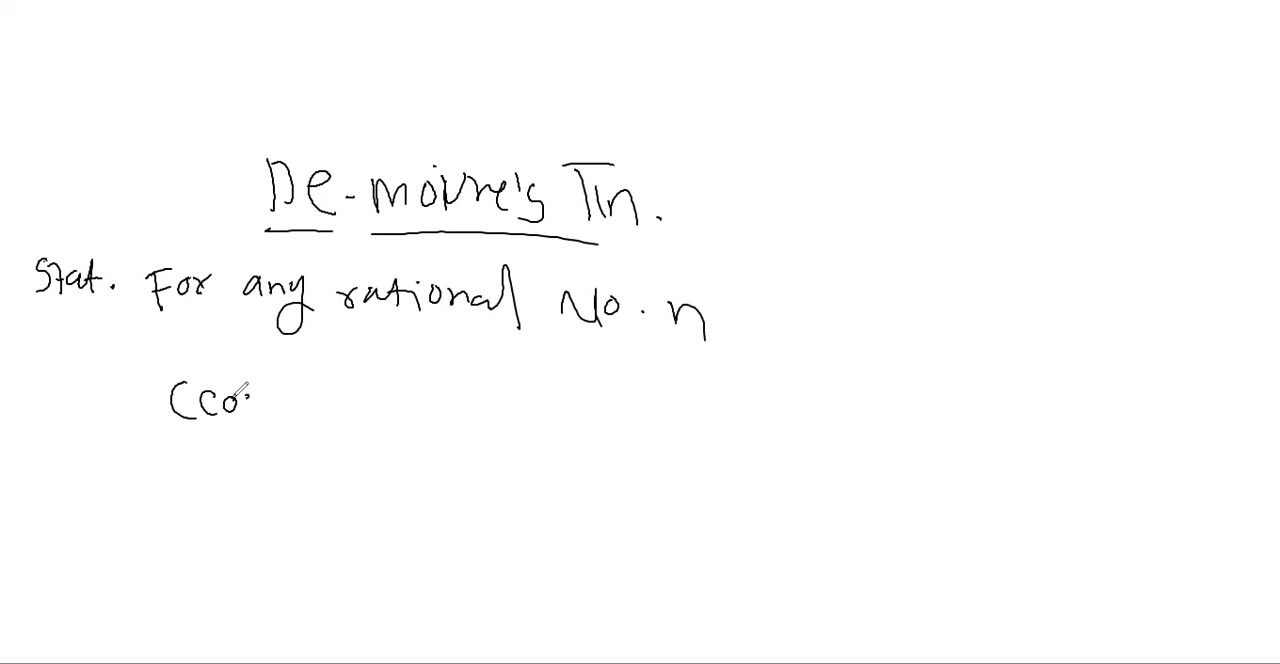 De-moivre's Th.
Stat. For any rational No. n
(co